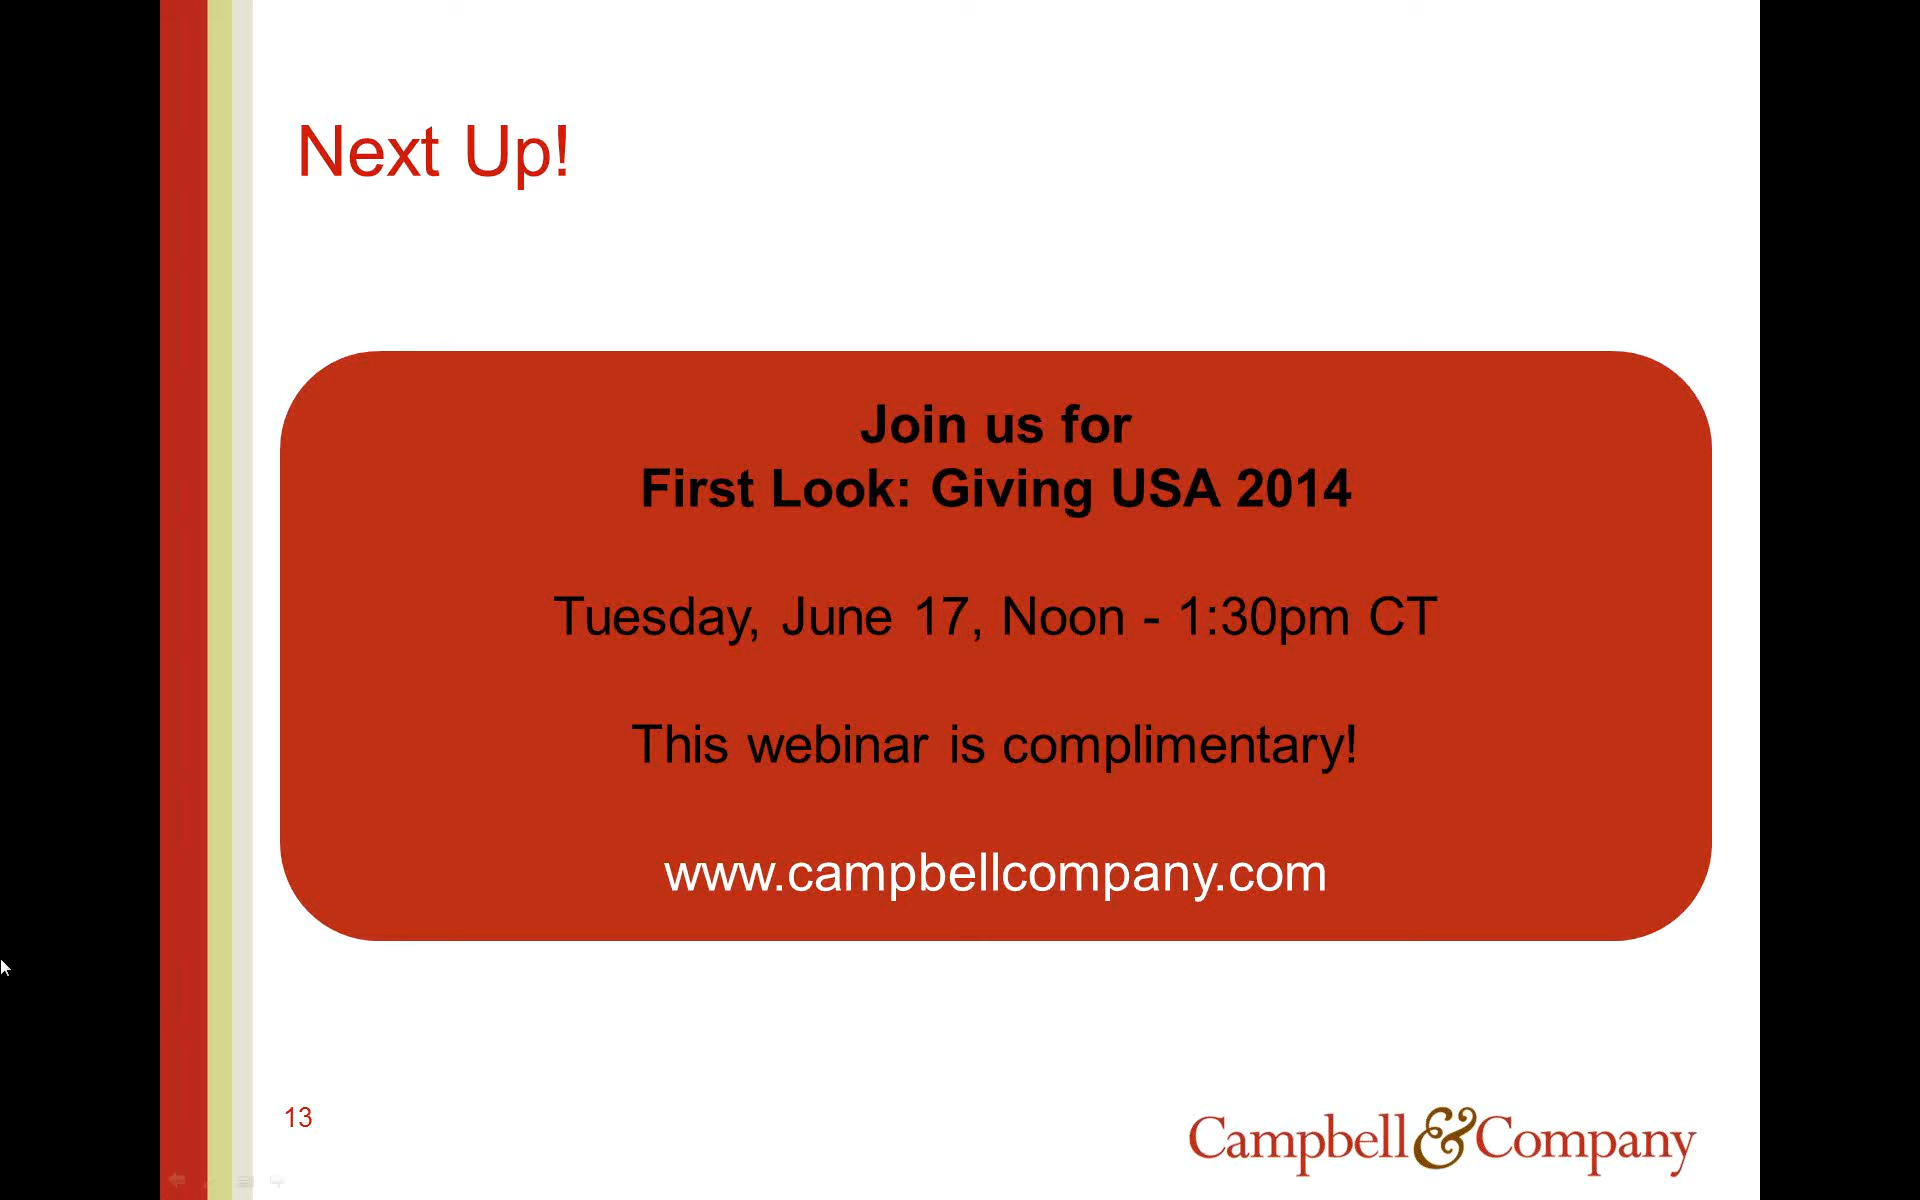 Next Up!
Join us for
First Look: Giving USA 2014
Tuesday, June 17, Noon - 1:30pm CT
This webinar is complimentary!
www.campbellcompany.com
13
Campbell&Company